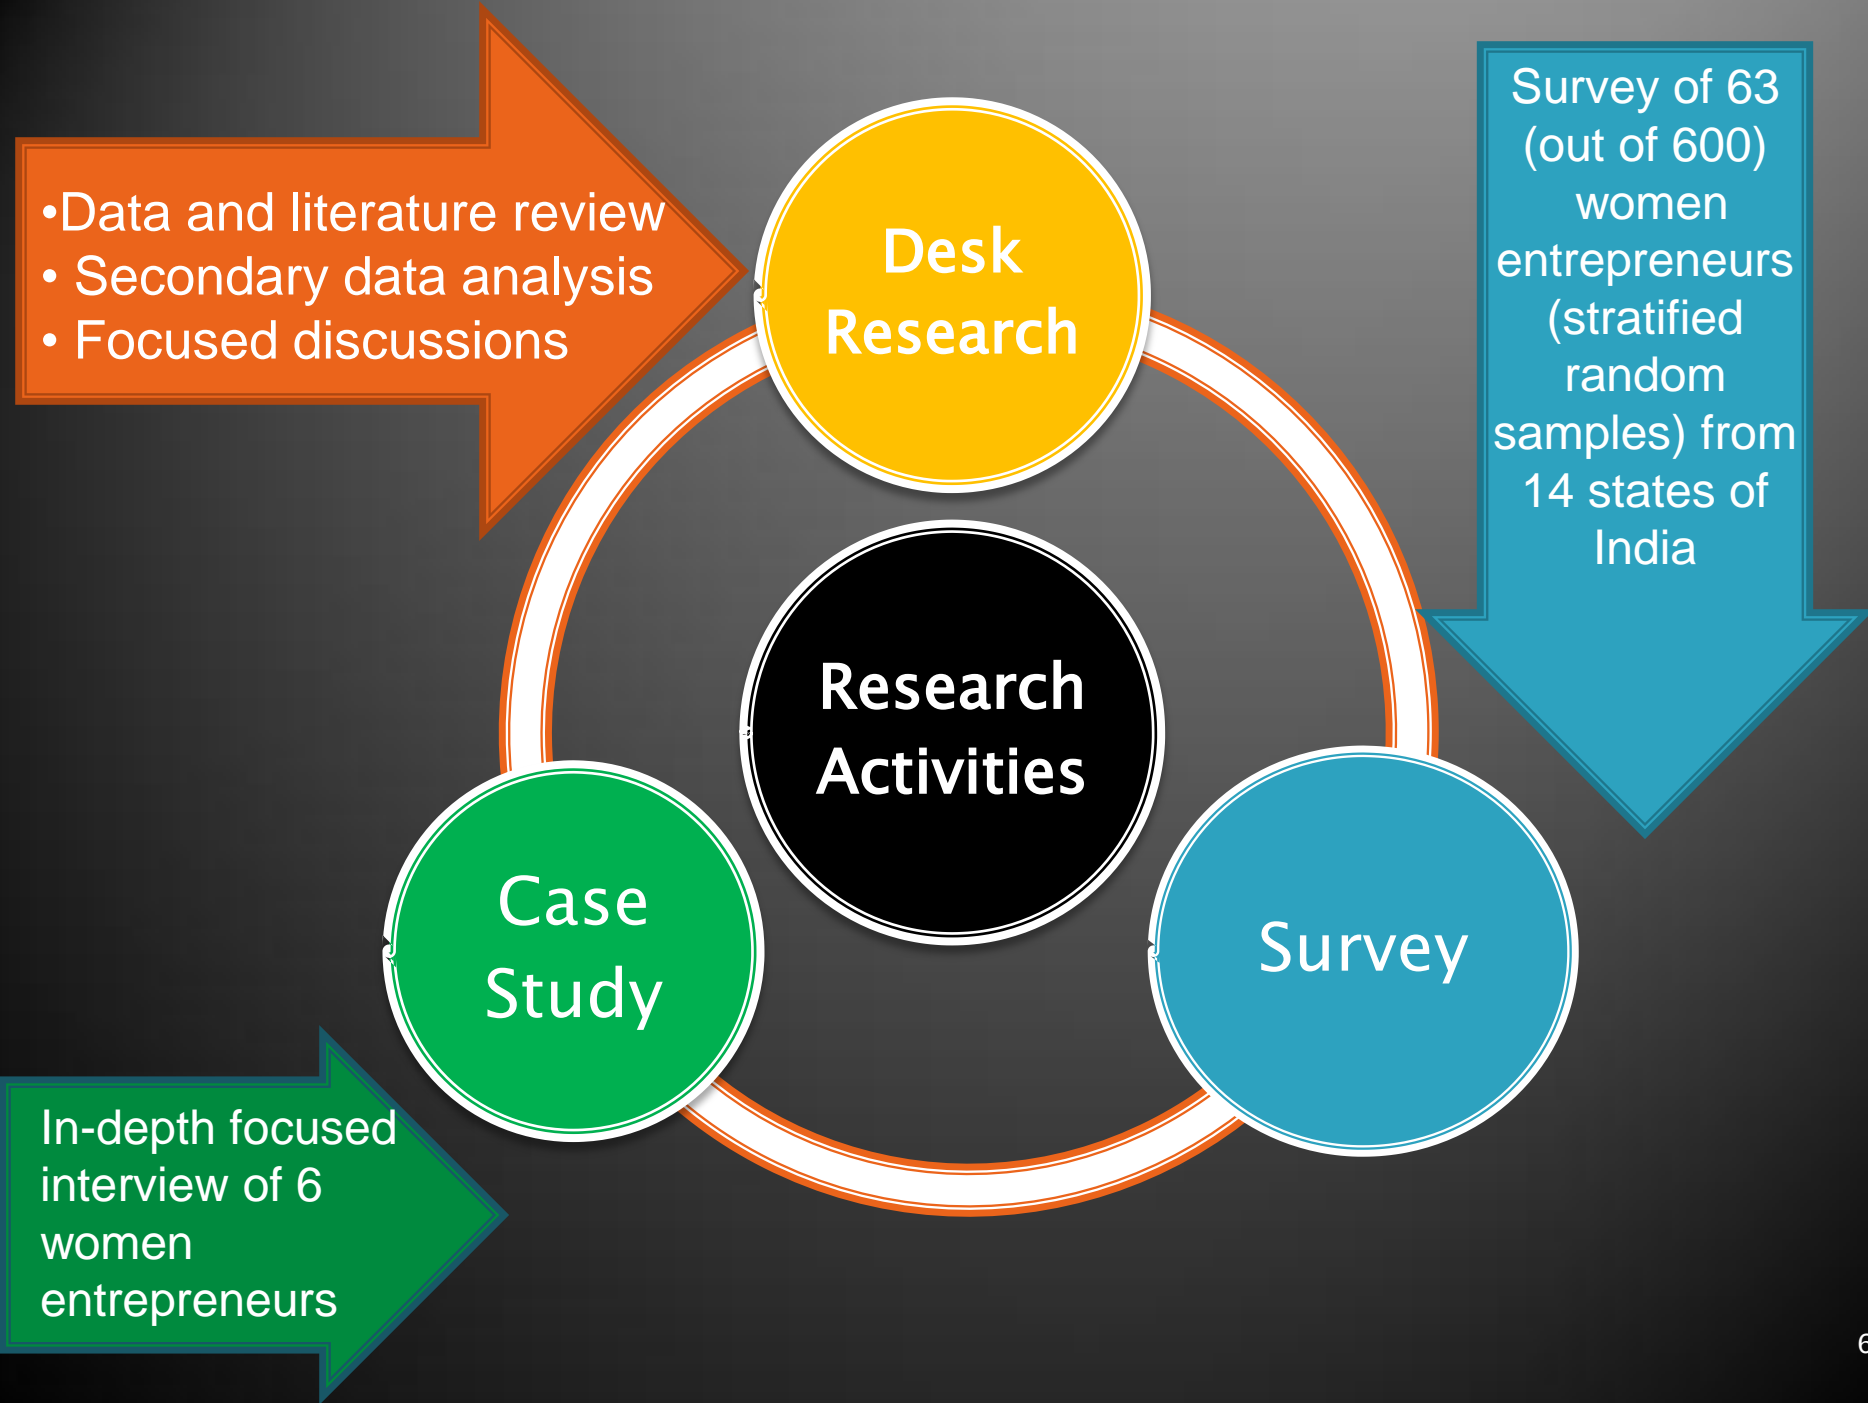 •Data and literature review
• Secondary data analysis
• Focused discussions
Desk
Research
Survey of 63
(out of 600)
women
entrepreneurs
(stratified
random
samples) from
14 states of
India
Research
Activities
Case
Study
Survey
In-depth focused
interview of 6
women
entrepreneurs
6